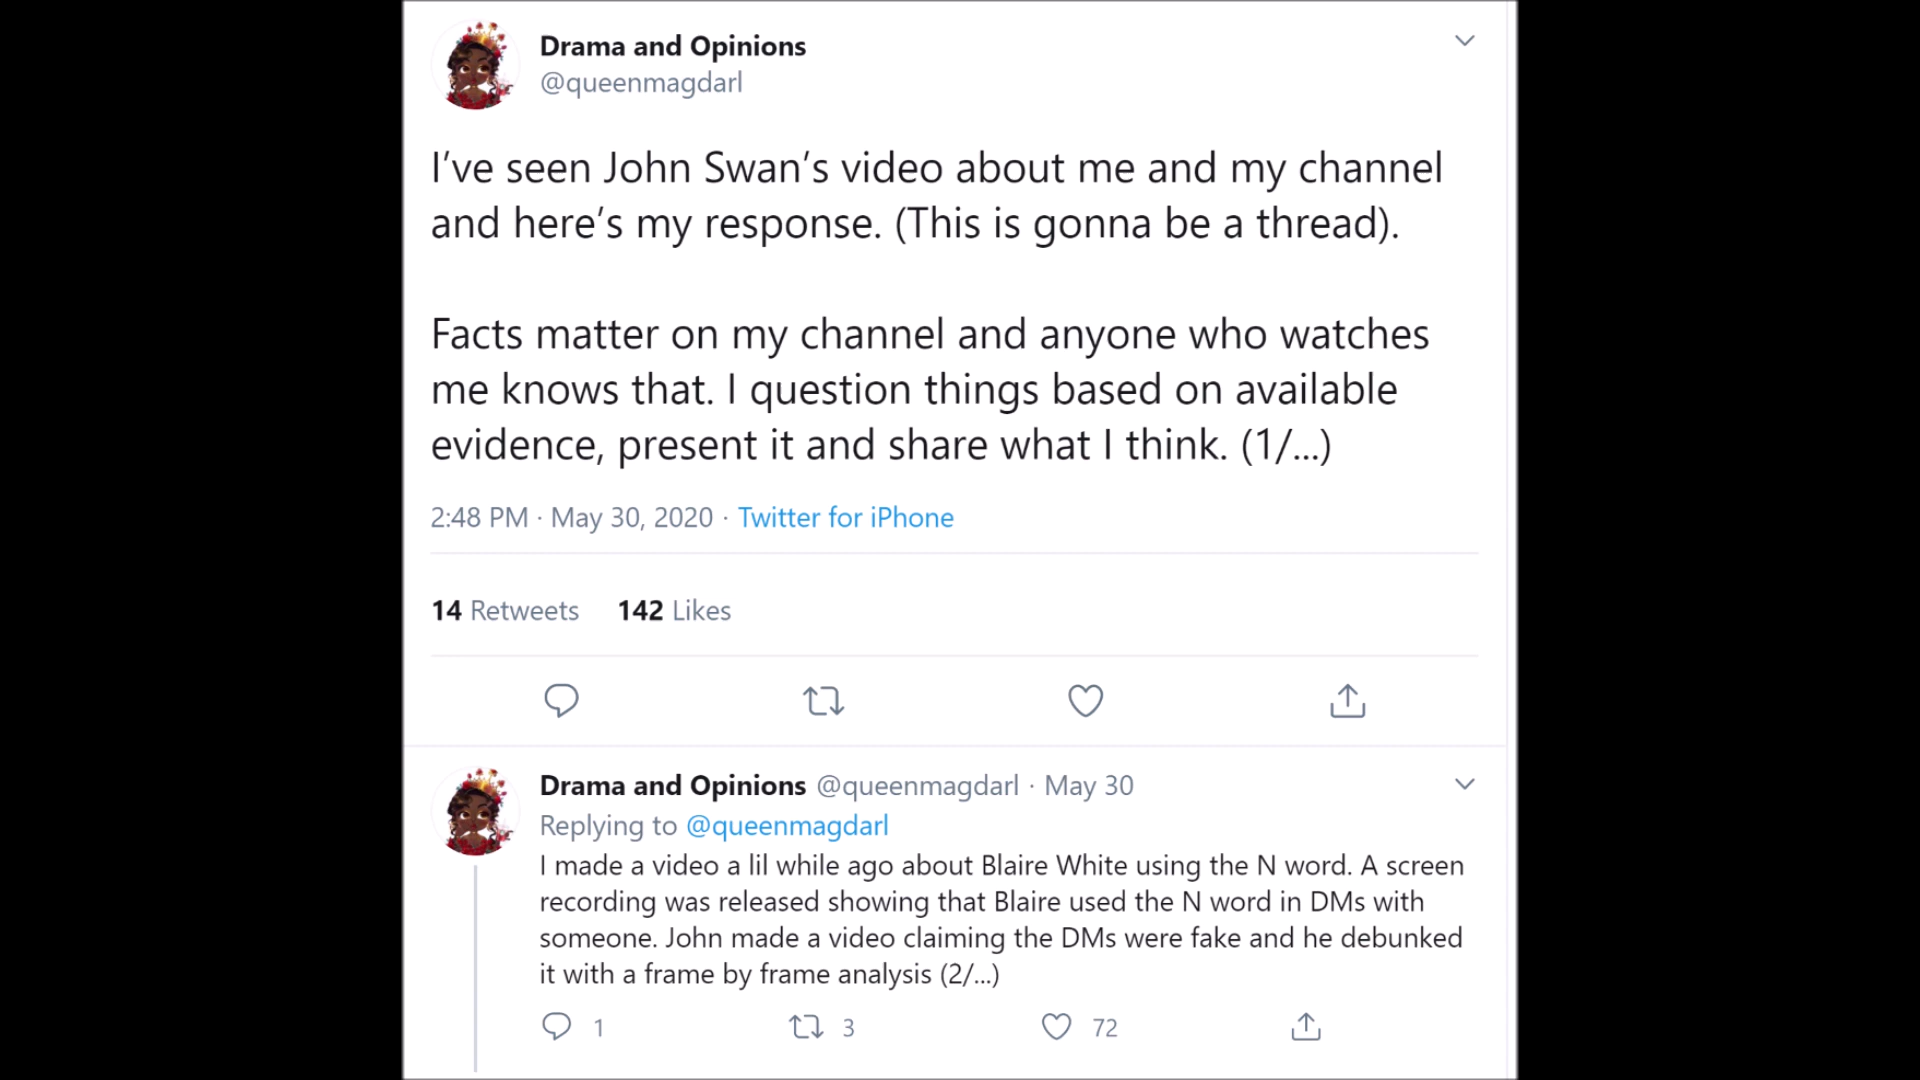 Drama and Opinions
@queenmagdarl
I’ve seen John Swan’s video about me and my channel
and here’s my response. (This is gonna be a thread).
Facts matter on my channel and anyone who watches
me knows that. I question things based on available
evidence, present it and share what I think. (1/...)
2:48 PM · May 30, 2020 · Twitter for iPhone
14 Retweets 142 Likes
Drama and Opinions @queenmagdarl · May 30
Replying to @queenmagdarl
I made a video a lil while ago about Blaire White using the N word. A screen
recording was released showing that Blaire used the N word in DMs with
someone. John made a video claiming the DMs were fake and he debunked
it with a frame by frame analysis (2/...)
1 3 72